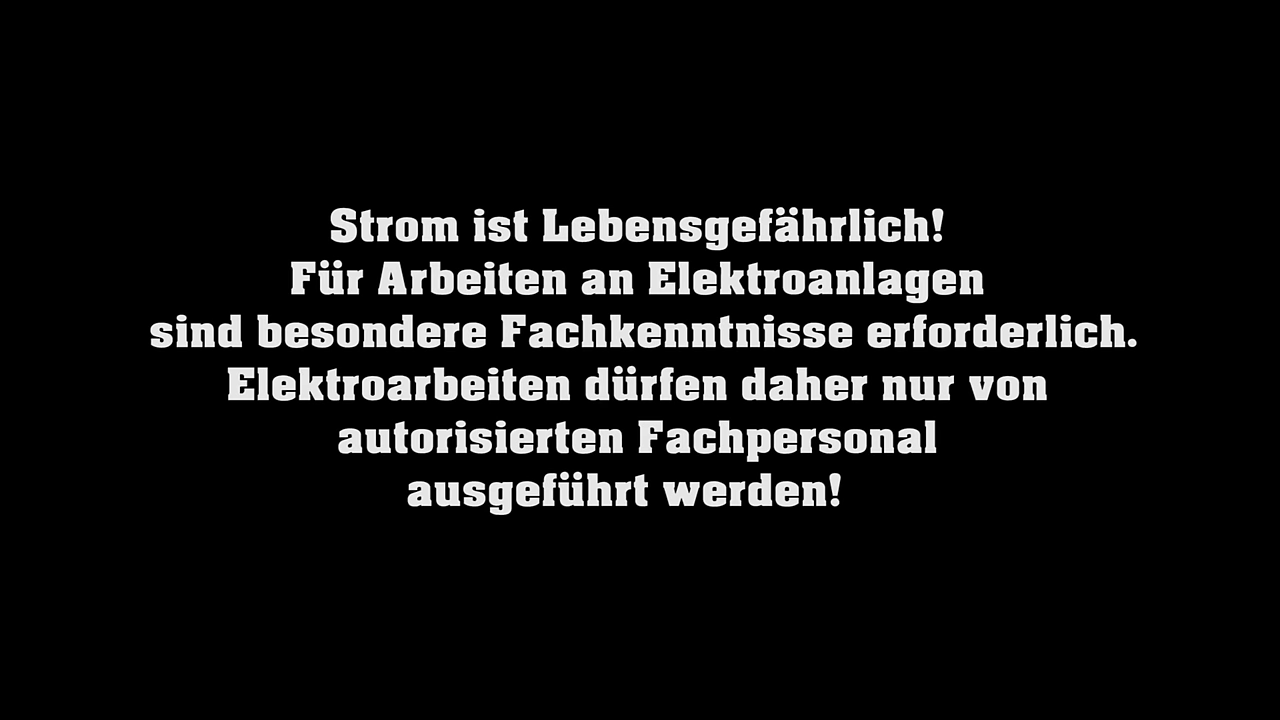 Strom ist Lebensgefährlich!
Für Arbeiten an Elektroanlagen
sind besondere Fachkenntnisse erforderlich.
Elektroarbeiten dürfen daher nur von
autorisierten Fachpersonal
ausgeführt werden!